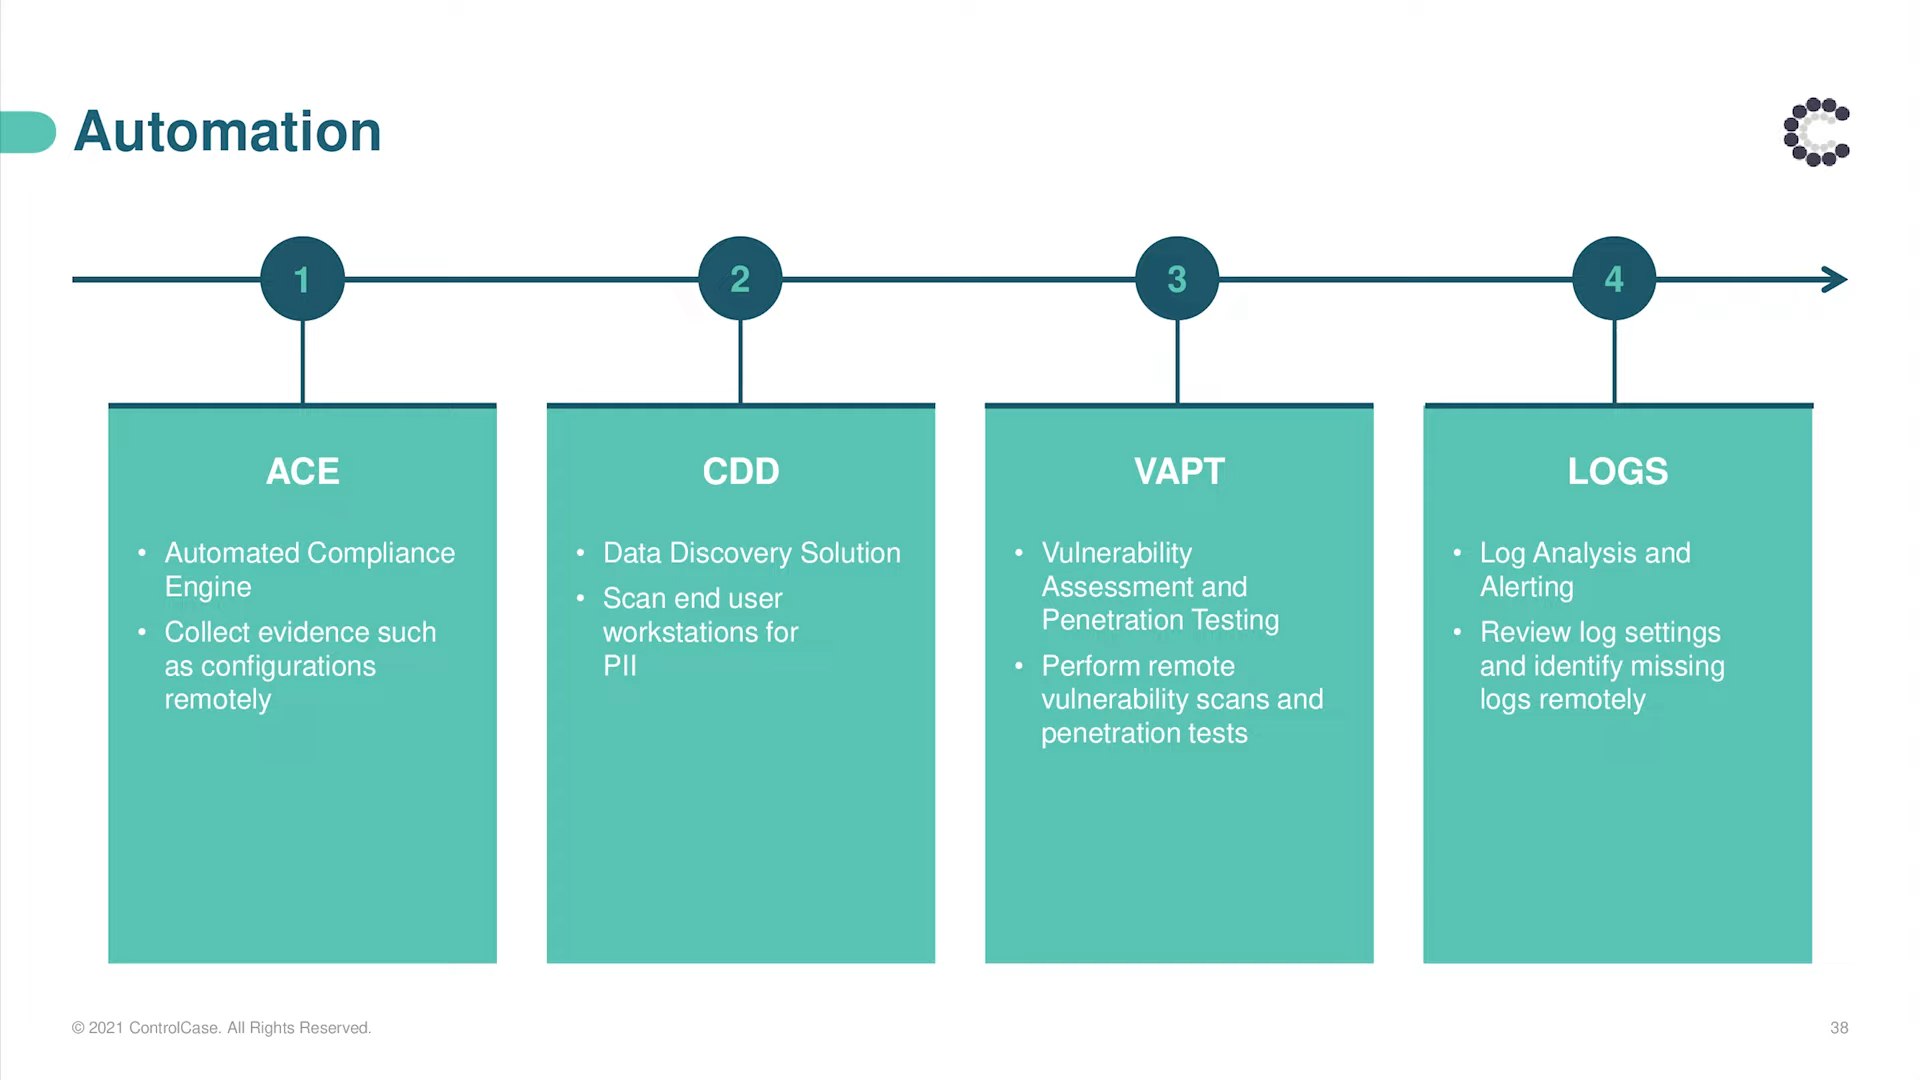 Automation
1
2
3
4
ACE
• Automated Compliance
Engine
• Collect evidence such
as configurations
remotely
CDD
• Data Discovery Solution
• Scan end user
workstations for
PII
VAPT
• Vulnerability
Assessment and
Penetration Testing
• Perform remote
vulnerability scans and
penetration tests
LOGS
• Log Analysis and
Alerting
• Review log settings
and identify missing
logs remotely
© 2021 ControlCase. All Rights Reserved.
38